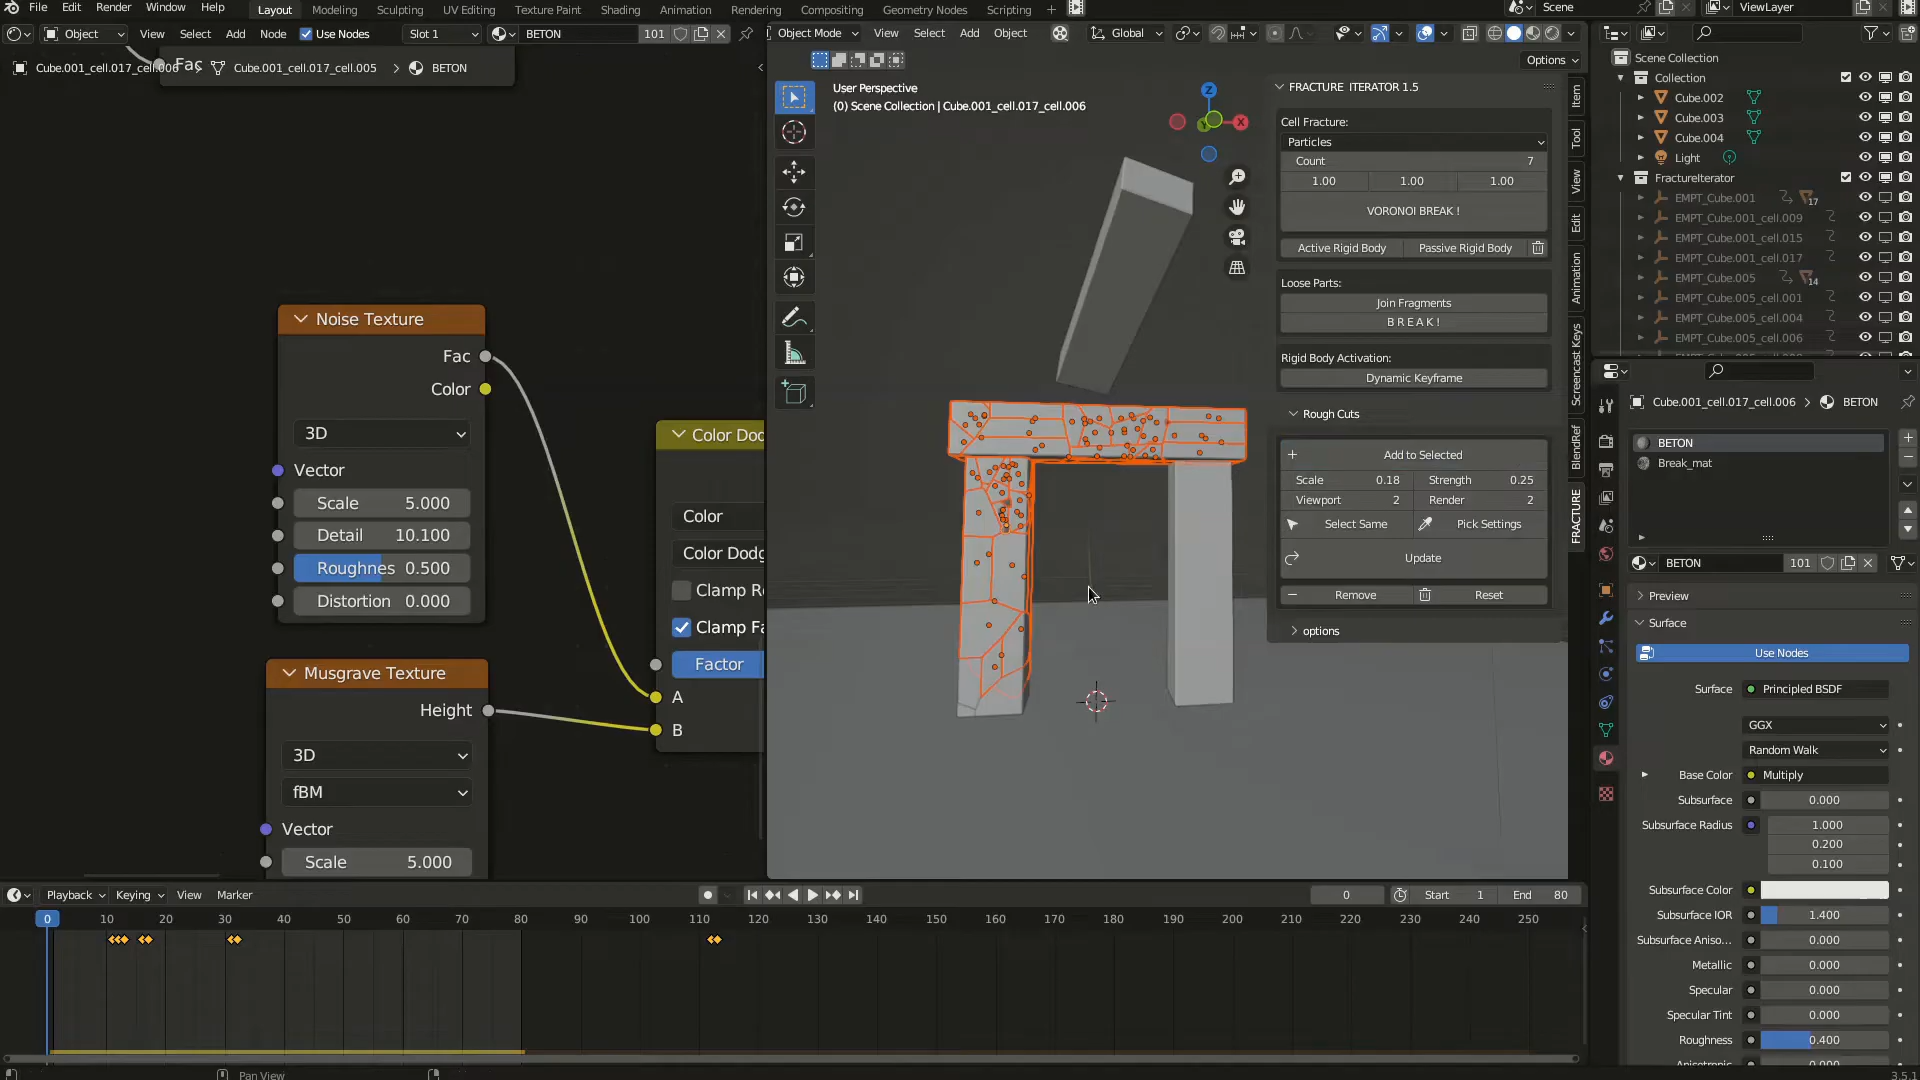 File Edit Render Window Help Layout Modeling Sculpting UV Editing Texture Paint Shading Animation Rendering Compositing Geometry Nodes Scripting + Scene ViewLayer
Object View Select Add Node Use Nodes Slot 1 BETON 101
Object Mode View Select Add Object Global
Options
Cube.001_cell.017_cell.006 > Cube.001_cell.017_cell.005 > BETON
Fac
Noise Texture
Fac
Color
3D
Vector
Scale 5.000
Detail 10.100
Roughnes 0.500
Distortion 0.000
Musgrave Texture
Height
3D
fBM
Vector
Scale 5.000
Color Doc
Color
Color Dodg
Clamp Re
Clamp Fa
Factor
A
B
User Perspective
(0) Scene Collection | Cube.001_cell.017_cell.006
Z
X
Y
FRACTURE ITERATOR 1.5
Cell Fracture:
Particles
Count 7
1.00 1.00 1.00
VORONOI BREAK !
Active Rigid Body Passive Rigid Body
Loose Parts:
Join Fragments
B R E A K !
Rigid Body Activation:
Dynamic Keyframe
Rough Cuts
Add to Selected
Scale 0.18 Strength 0.25
Viewport 2 Render 2
Select Same Pick Settings
Update
Remove Reset
options
Item
Tool
View
Edit
Animation
Screencast Keys
BlendRef
FRACTURE
Scene Collection
Collection
Cube.002
Cube.003
Cube.004
Light
FractureIterator
EMPT_Cube.001 17
EMPT_Cube.001_cell.009
EMPT_Cube.001_cell.015
EMPT_Cube.001_cell.017
EMPT_Cube.005 14
EMPT_Cube.005_cell.001
EMPT_Cube.005_cell.004
EMPT_Cube.005_cell.006
Cube.001_cell.017_cell.006 > BETON
BETON
Break_mat
BETON 101
Preview
Surface
Use Nodes
Surface Principled BSDF
GGX
Random Walk
Base Color Multiply
Subsurface 0.000
Subsurface Radius 1.000
0.200
0.100
Subsurface Color
Subsurface IOR 1.400
Subsurface Aniso... 0.000
Metallic 0.000
Specular 0.000
Specular Tint 0.000
Roughness 0.400
Playback Keying View Marker 0 Start 1 End 80
0 10 20 30 40 50 60 70 80 90 100 110 120 130 140 150 160 170 180 190 200 210 220 230 240 250
Pan View
3.5.1